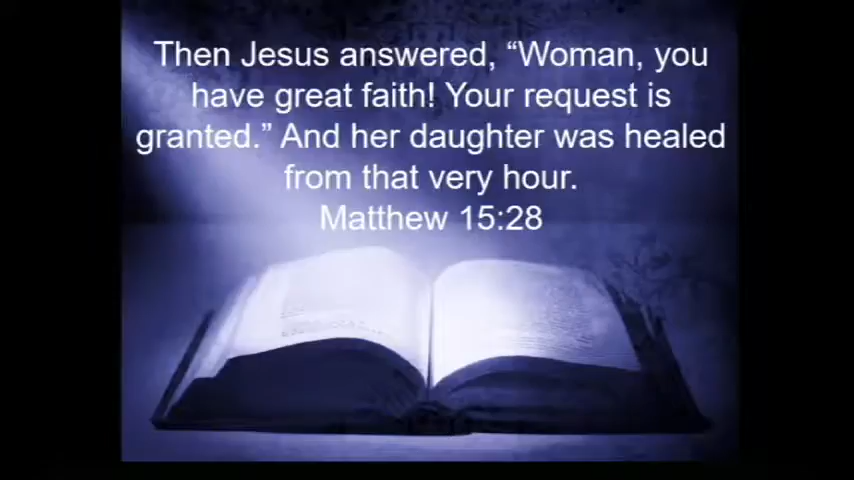 Then Jesus answered, “Woman, you
have great faith! Your request is
granted.” And her daughter was healed
from that very hour.
Matthew 15:28